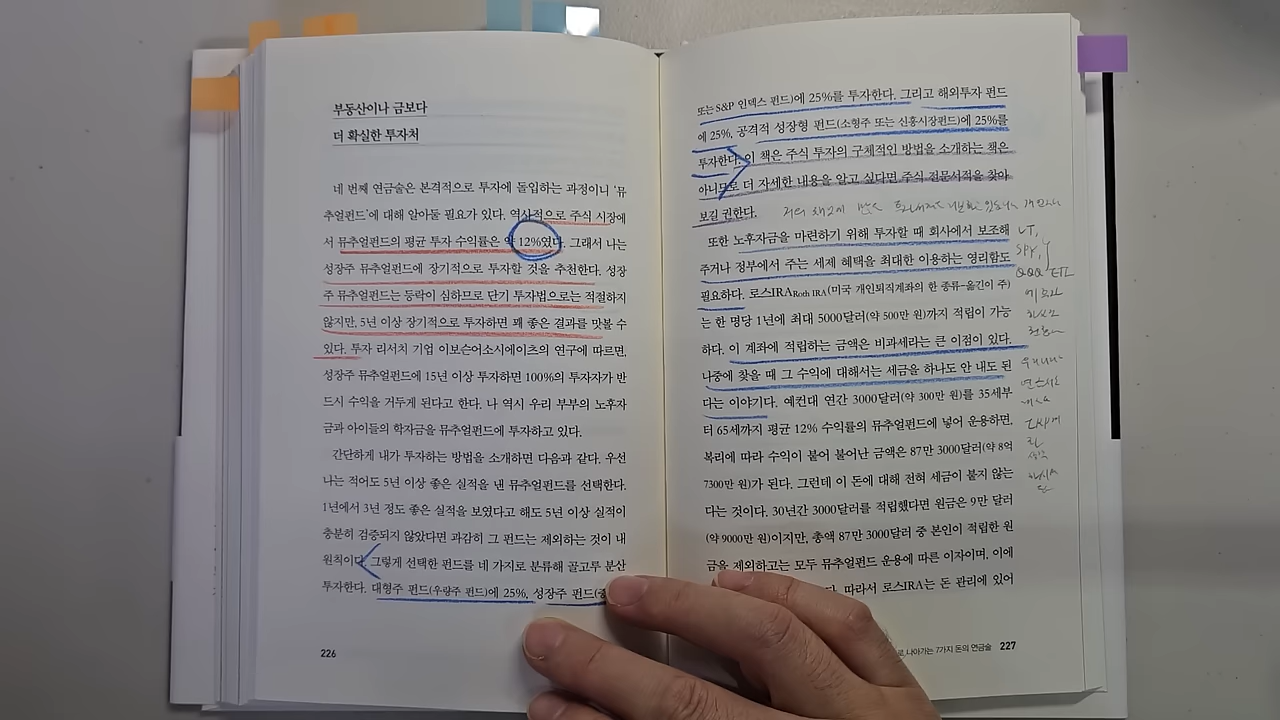 부동산이나 금보다
더 확실한 투자처
네 번째 연금술은 본격적으로 투자에 돌입하는 과정이니 '뮤
추얼펀드'에 대해 알아둘 필요가 있다. 역사적으로 주식 시장에
서 뮤추얼펀드의 평균 투자 수익률은 약 12%였다. 그래서 나는
성장주 뮤추얼펀드에 장기적으로 투자할 것을 추천한다. 성장
주 뮤추얼펀드는 등락이 심하므로 단기 투자법으로는 적절하지
않지만, 5년 이상 장기적으로 투자하면 꽤 좋은 결과를 맛볼 수
있다. 투자 리서치 기업 이보슨어소시에이츠의 연구에 따르면,
성장주 뮤추얼펀드에 15년 이상 투자하면 100%의 투자자가 반
드시 수익을 거두게 된다고 한다. 나 역시 우리 부부의 노후자
금과 아이들의 학자금을 뮤추얼펀드에 투자하고 있다.
간단하게 내가 투자하는 방법을 소개하면 다음과 같다. 우선
나는 적어도 5년 이상 좋은 실적을 낸 뮤추얼펀드를 선택한다.
1년에서 3년 정도 좋은 실적을 보였다고 해도 5년 이상 실적이
충분히 검증되지 않았다면 과감히 그 펀드는 제외하는 것이 내
원칙이다. 그렇게 선택한 펀드를 네 가지로 분류해 골고루 분산
투자한다. 대형주 펀드(우량주 펀드)에 25%, 성장주 펀드
226
또는 S&P 인덱스 펀드)에 25%를 투자한다. 그리고 해외투자 펀드
에 25%, 공격적 성장형 펀드(소형주 또는 신흥시장펀드)에 25%를
투자한다. 이 책은 주식 투자의 구체적인 방법을 소개하는 책은
아니므로 더 자세한 내용을 알고 싶다면 주식 전문서적을 찾아
보길 권한다.
또한 노후자금을 마련하기 위해 투자할 때 회사에서 보조해
주거나 정부에서 주는 세제 혜택을 최대한 이용하는 영리함도
SPY,
필요하다. 로스IRA Roth IRA(미국 개인퇴직계좌의 한 종류-옮긴이 주)
QQQ ETF
는 한 명당 1년에 최대 5000달러(약 500만 원)까지 적립이 가능
하다. 이 계좌에 적립하는 금액은 비과세라는 큰 이점이 있다.
나중에 찾을 때 그 수익에 대해서는 세금을 하나도 안 내도 된
다는 이야기다. 예컨대 연간 3000달러(약 300만 원)를 35세부
터 65세까지 평균 12% 수익률의 뮤추얼펀드에 넣어 운용하면,
복리에 따라 수익이 붙어 불어난 금액은 87만 3000달러(약 8억
7300만 원)가 된다. 그런데 이 돈에 대해 전혀 세금이 붙지 않는
다는 것이다. 30년간 3000달러를 적립했다면 원금은 9만 달러
(약 9000만 원)이지만, 총액 87만 3000달러 중 본인이 적립한 원
금을 제외하고는 모두 뮤추얼펀드 운용에 따른 이자이며, 이에
따라서 로스IRA는 돈 관리에 있어
로 나아가는 7가지 돈의 연금술 227